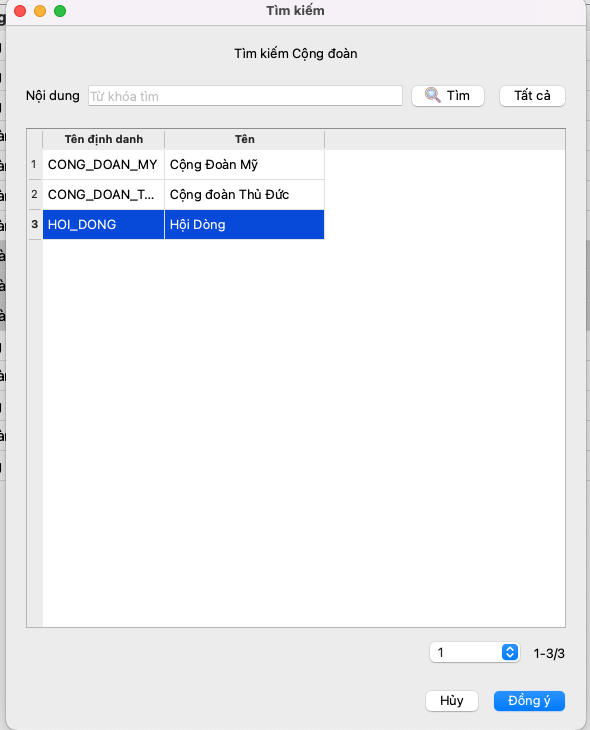 Tìm kiếm
Tìm kiếm Cộng đoàn
Nội dung Từ khóa tìm Tìm Tất cả
Tên định danh Tên
1 CONG_DOAN_MY Cộng Đoàn Mỹ
2 CONG_DOAN_T... Cộng đoàn Thủ Đức
3 HOI_DONG Hội Dòng
1 1-3/3
Hủy Đồng ý